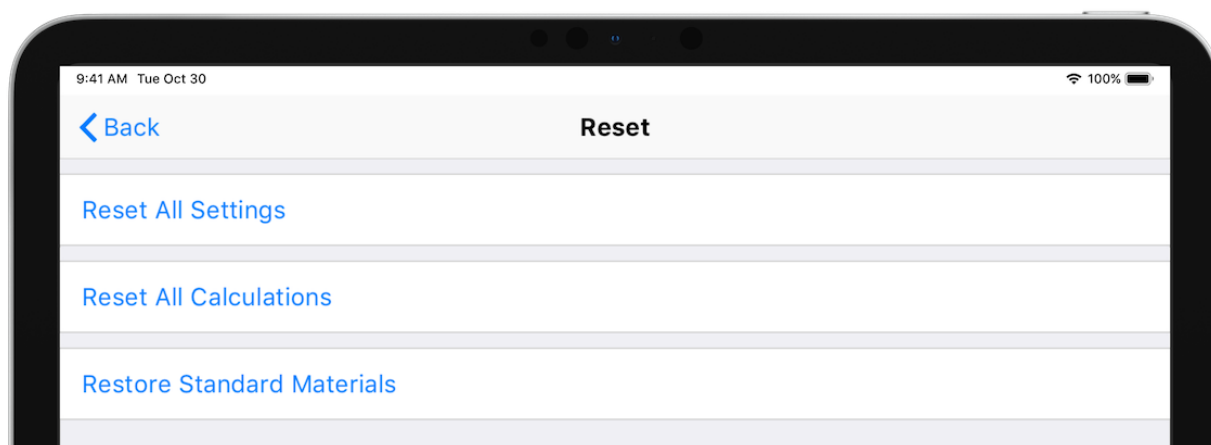 9:41 AM Tue Oct 30 100%
Back Reset
Reset All Settings
Reset All Calculations
Restore Standard Materials